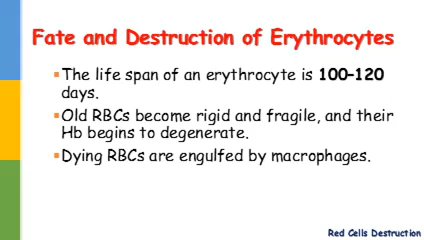 Fate and Destruction of Erythrocytes
The life span of an erythrocyte is 100–120
days.
Old RBCs become rigid and fragile, and their
Hb begins to degenerate.
Dying RBCs are engulfed by macrophages.
Red Cells Destruction